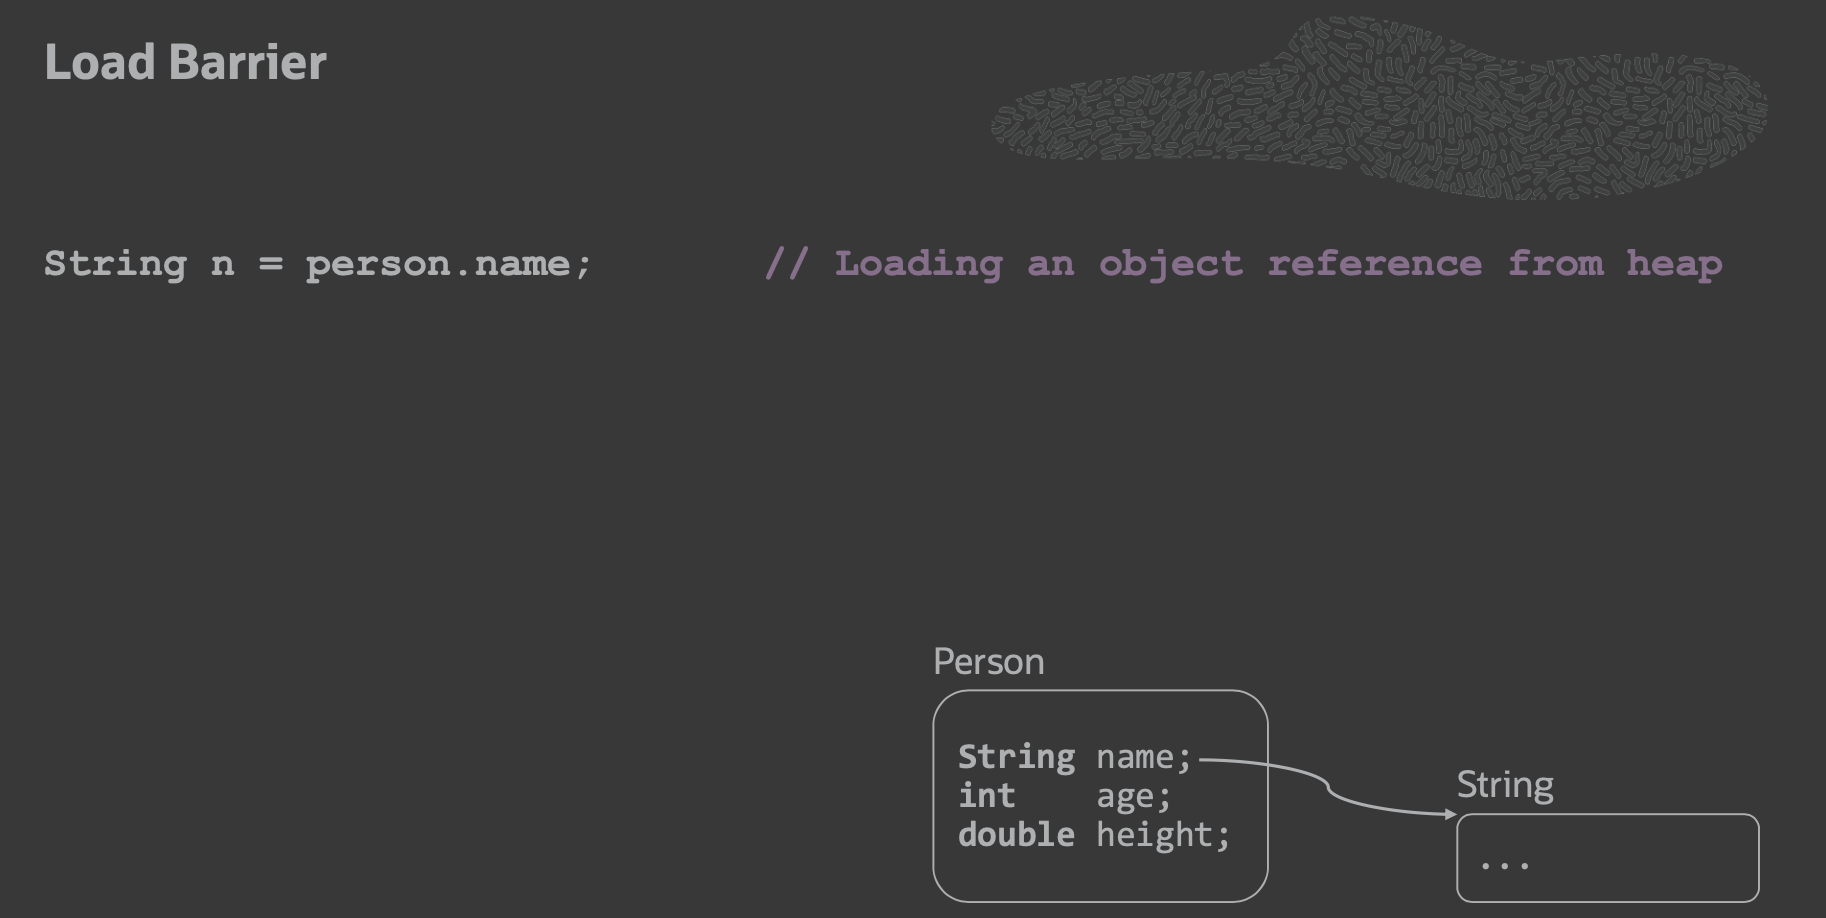 Load Barrier
String n = person.name; // Loading an object reference from heap
Person
String name;
int age;
double height;
String
...